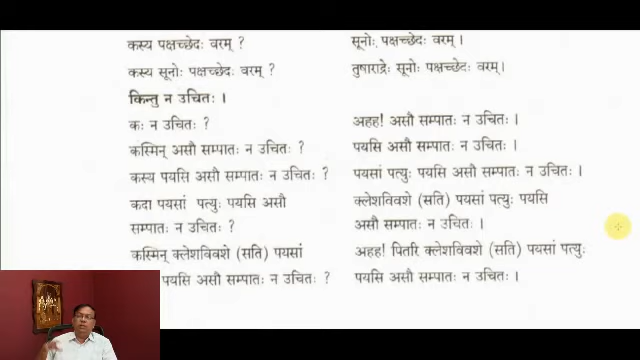 कस्य पक्षच्छेदः वरम् ? सूनोः पक्षच्छेदः वरम् ।
कस्य सूनोः पक्षच्छेदः वरम् ? तुषाराद्रेः सूनोः पक्षच्छेदः वरम् ।
किन्तु न उचितः ।
कः न उचितः ? अहह! असौ सम्पातः न उचितः ।
कस्मिन् असौ सम्पातः न उचितः ? पयसि असौ सम्पातः न उचितः ।
कस्य पयसि असौ सम्पातः न उचितः ? पयसां पत्युः पयसि असौ सम्पातः न उचितः ।
कदा पयसां पत्युः पयसि असौ क्लेशविवशे (सति) पयसां पत्युः पयसि
सम्पातः न उचितः ? असौ सम्पातः न उचितः ।
कस्मिन् क्लेशविवशे (सति) पयसां अहह! पितरि क्लेशविवशे (सति) पयसां पत्युः
पयसि असौ सम्पातः न उचितः ? पयसि असौ सम्पातः न उचितः ।